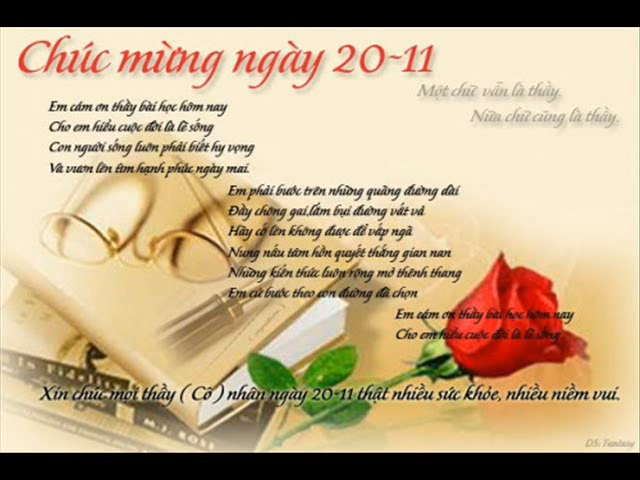 Chúc mừng ngày 20-11
Một chữ vẫn là thầy.
Nữa chữ cũng là thầy.
Em cám ơn thầy bài học hôm nay
Cho em hiểu cuộc đời là lẽ sống
Con người sống luôn phải biết hy vọng
Và vươn lên tìm hạnh phúc ngày mai.
Em phải bước trên những quãng đường dài
Đầy chông gai,lắm bụi đường vất vả
Hãy cố lên không được để vấp ngã
Nung nấu tâm hồn quyết thắng gian nan
Những kiến thức luôn rộng mở thênh thang
Em cứ bước theo con đường đã chọn
Em cám ơn thầy bài học hôm nay
Cho em hiểu cuộc đời là lẽ sống
Xin chúc mọi thầy ( Cô ) nhân ngày 20-11 thật nhiều sức khỏe, nhiều niềm vui.
M.J. ROSE
DS: Fantasy